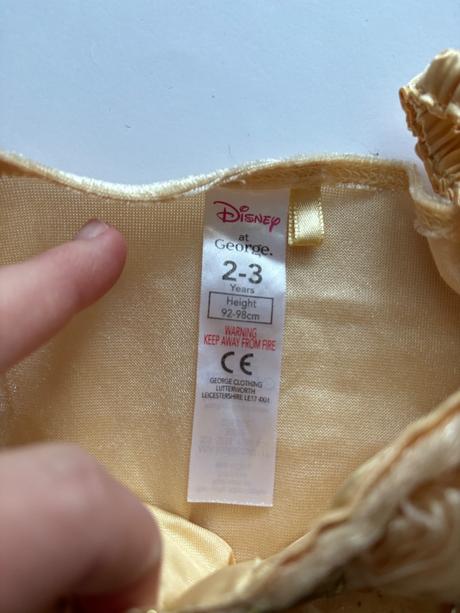 Disney
at
George.
2-3
Years
Height
92-98cm
WARNING
KEEP AWAY FROM FIRE
CE
GEORGE CLOTHING
LUTTERWORTH
LEICESTERSHIRE LE17 4XN